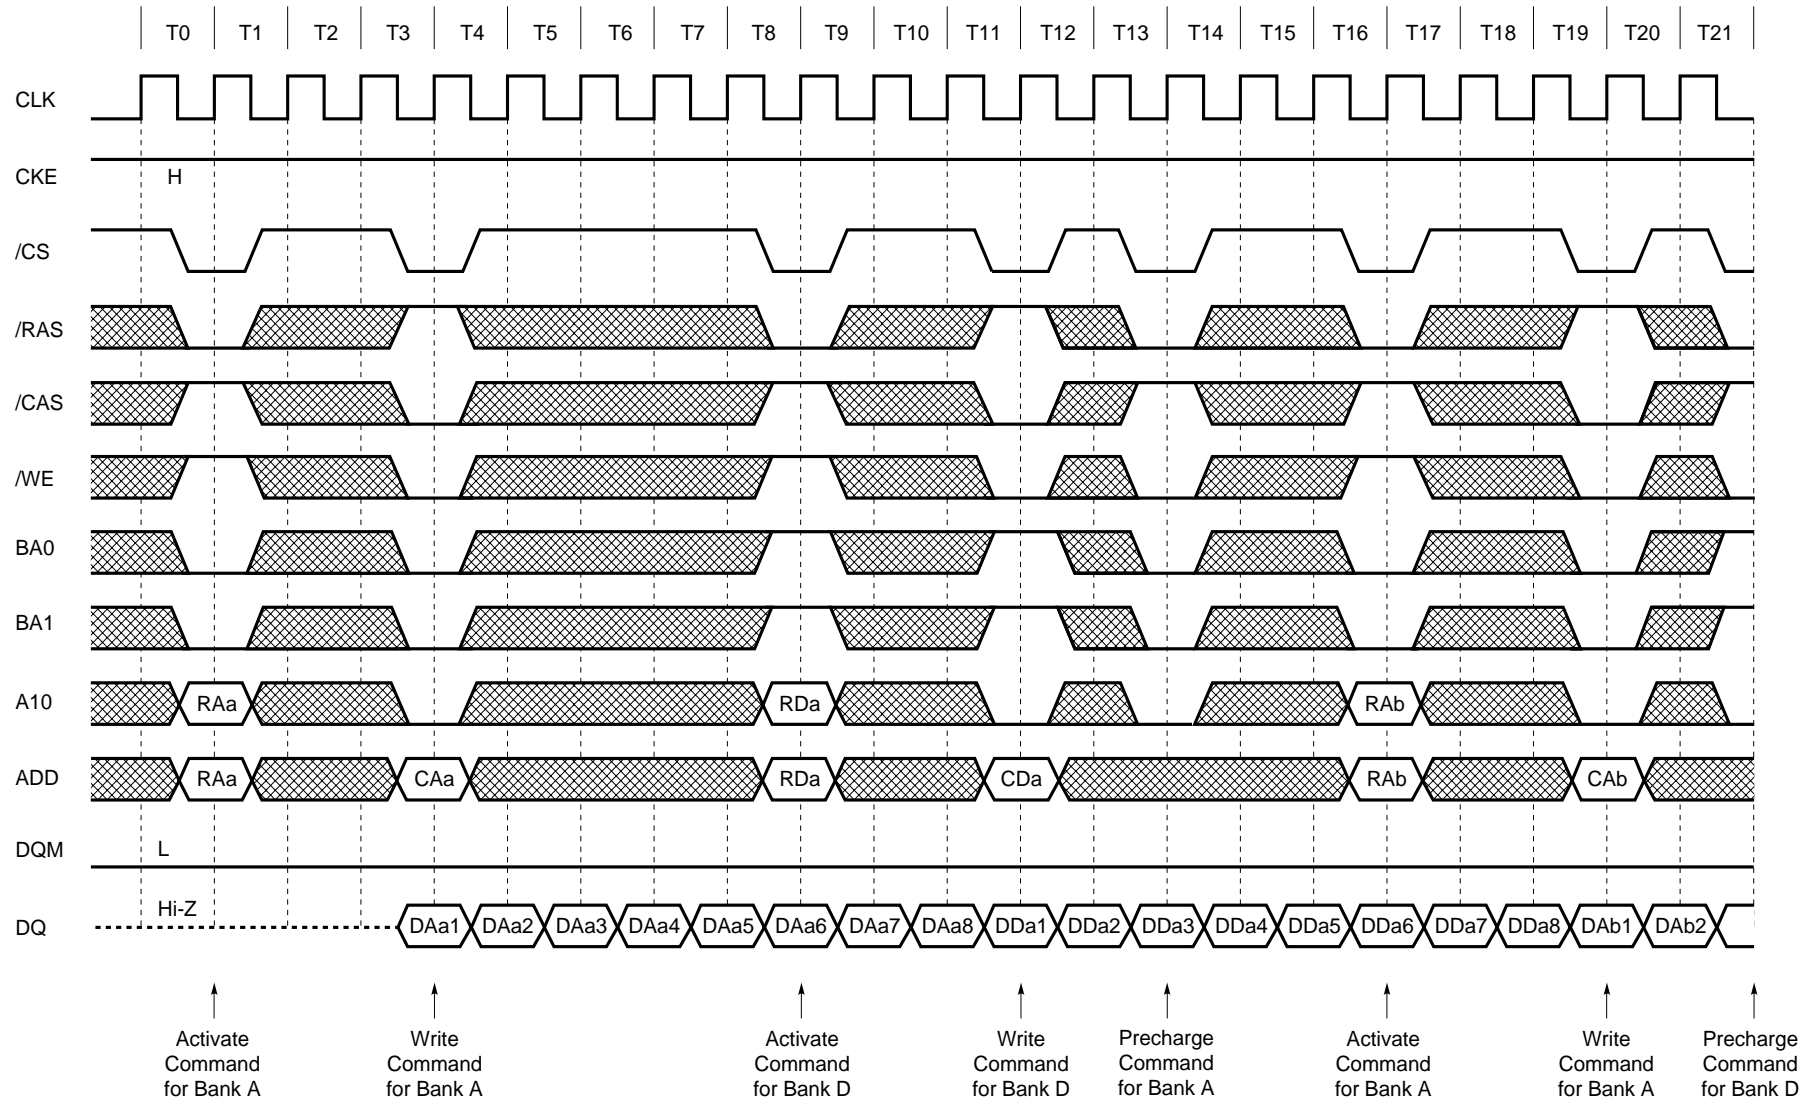 T0 T1 T2 T3 T4 T5 T6 T7 T8 T9 T10 T11 T12 T13 T14 T15 T16 T17 T18 T19 T20 T21
CLK
CKE H
/CS
/RAS
/CAS
/WE
BA0
BA1
A10 RAa RDa RAb
ADD RAa CAa RDa CDa RAb CAb
DQM L
DQ Hi-Z DAa1 DAa2 DAa3 DAa4 DAa5 DAa6 DAa7 DAa8 DDa1 DDa2 DDa3 DDa4 DDa5 DDa6 DDa7 DDa8 DAb1 DAb2
Activate
Command
for Bank A
Write
Command
for Bank A
Activate
Command
for Bank D
Write
Command
for Bank D
Precharge
Command
for Bank A
Activate
Command
for Bank A
Write
Command
for Bank A
Precharge
Command
for Bank D